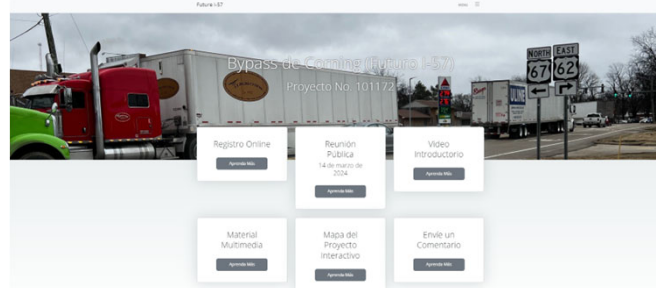 Future I-57
Bypass de Corning (Futura I-57)
Proyecto No. 101172
NORTH
EAST
67
62
Registro Online
Aprenda Más
Reunión
Pública
14 de marzo de
2024
Aprenda Más
Video
Introductorio
Aprenda Más
Material
Multimedia
Aprenda Más
Mapa del
Proyecto
Interactivo
Aprenda Más
Envíe un
Comentario
Aprenda Más